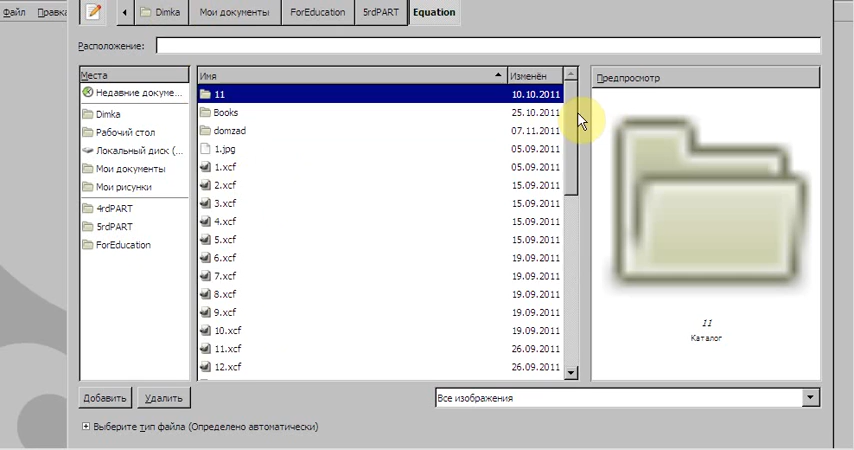 Файл Правка
Dimka Мои документы ForEducation 5rdPART Equation
Расположение:
Места
Недавние докуме...
Dimka
Рабочий стол
Локальный диск (...
Мои документы
Мои рисунки
4rdPART
5rdPART
ForEducation
Имя Изменён
11 10.10.2011
Books 25.10.2011
domzad 07.11.2011
1.jpg 05.09.2011
1.xcf 05.09.2011
2.xcf 15.09.2011
3.xcf 15.09.2011
4.xcf 15.09.2011
5.xcf 15.09.2011
6.xcf 19.09.2011
7.xcf 19.09.2011
8.xcf 19.09.2011
9.xcf 19.09.2011
10.xcf 19.09.2011
11.xcf 26.09.2011
12.xcf 26.09.2011
Предпросмотр
11
Каталог
Добавить Удалить
Все изображения
Выберите тип файла (Определено автоматически)